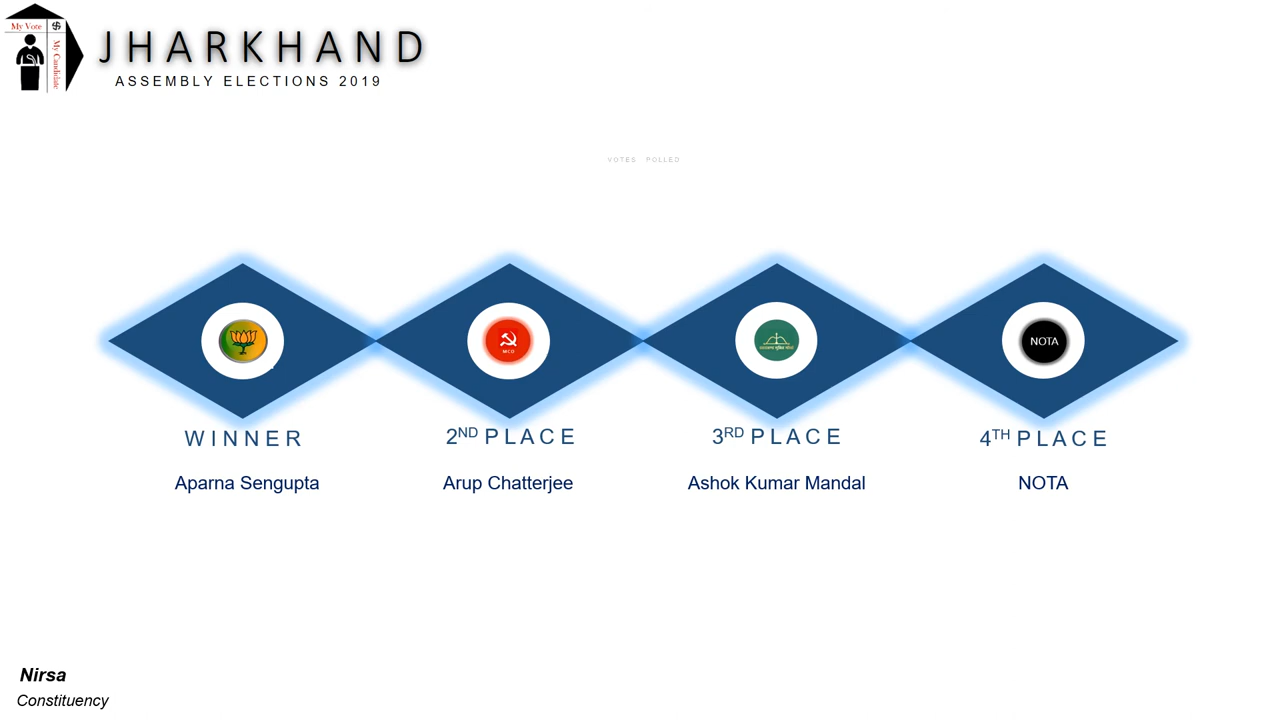 My Vote
My Candidate
JHARKHAND
ASSEMBLY ELECTIONS 2019
VOTES POLLED
NOTA
WINNER
2ND PLACE
3RD PLACE
4TH PLACE
Aparna Sengupta
Arup Chatterjee
Ashok Kumar Mandal
NOTA
Nirsa
Constituency